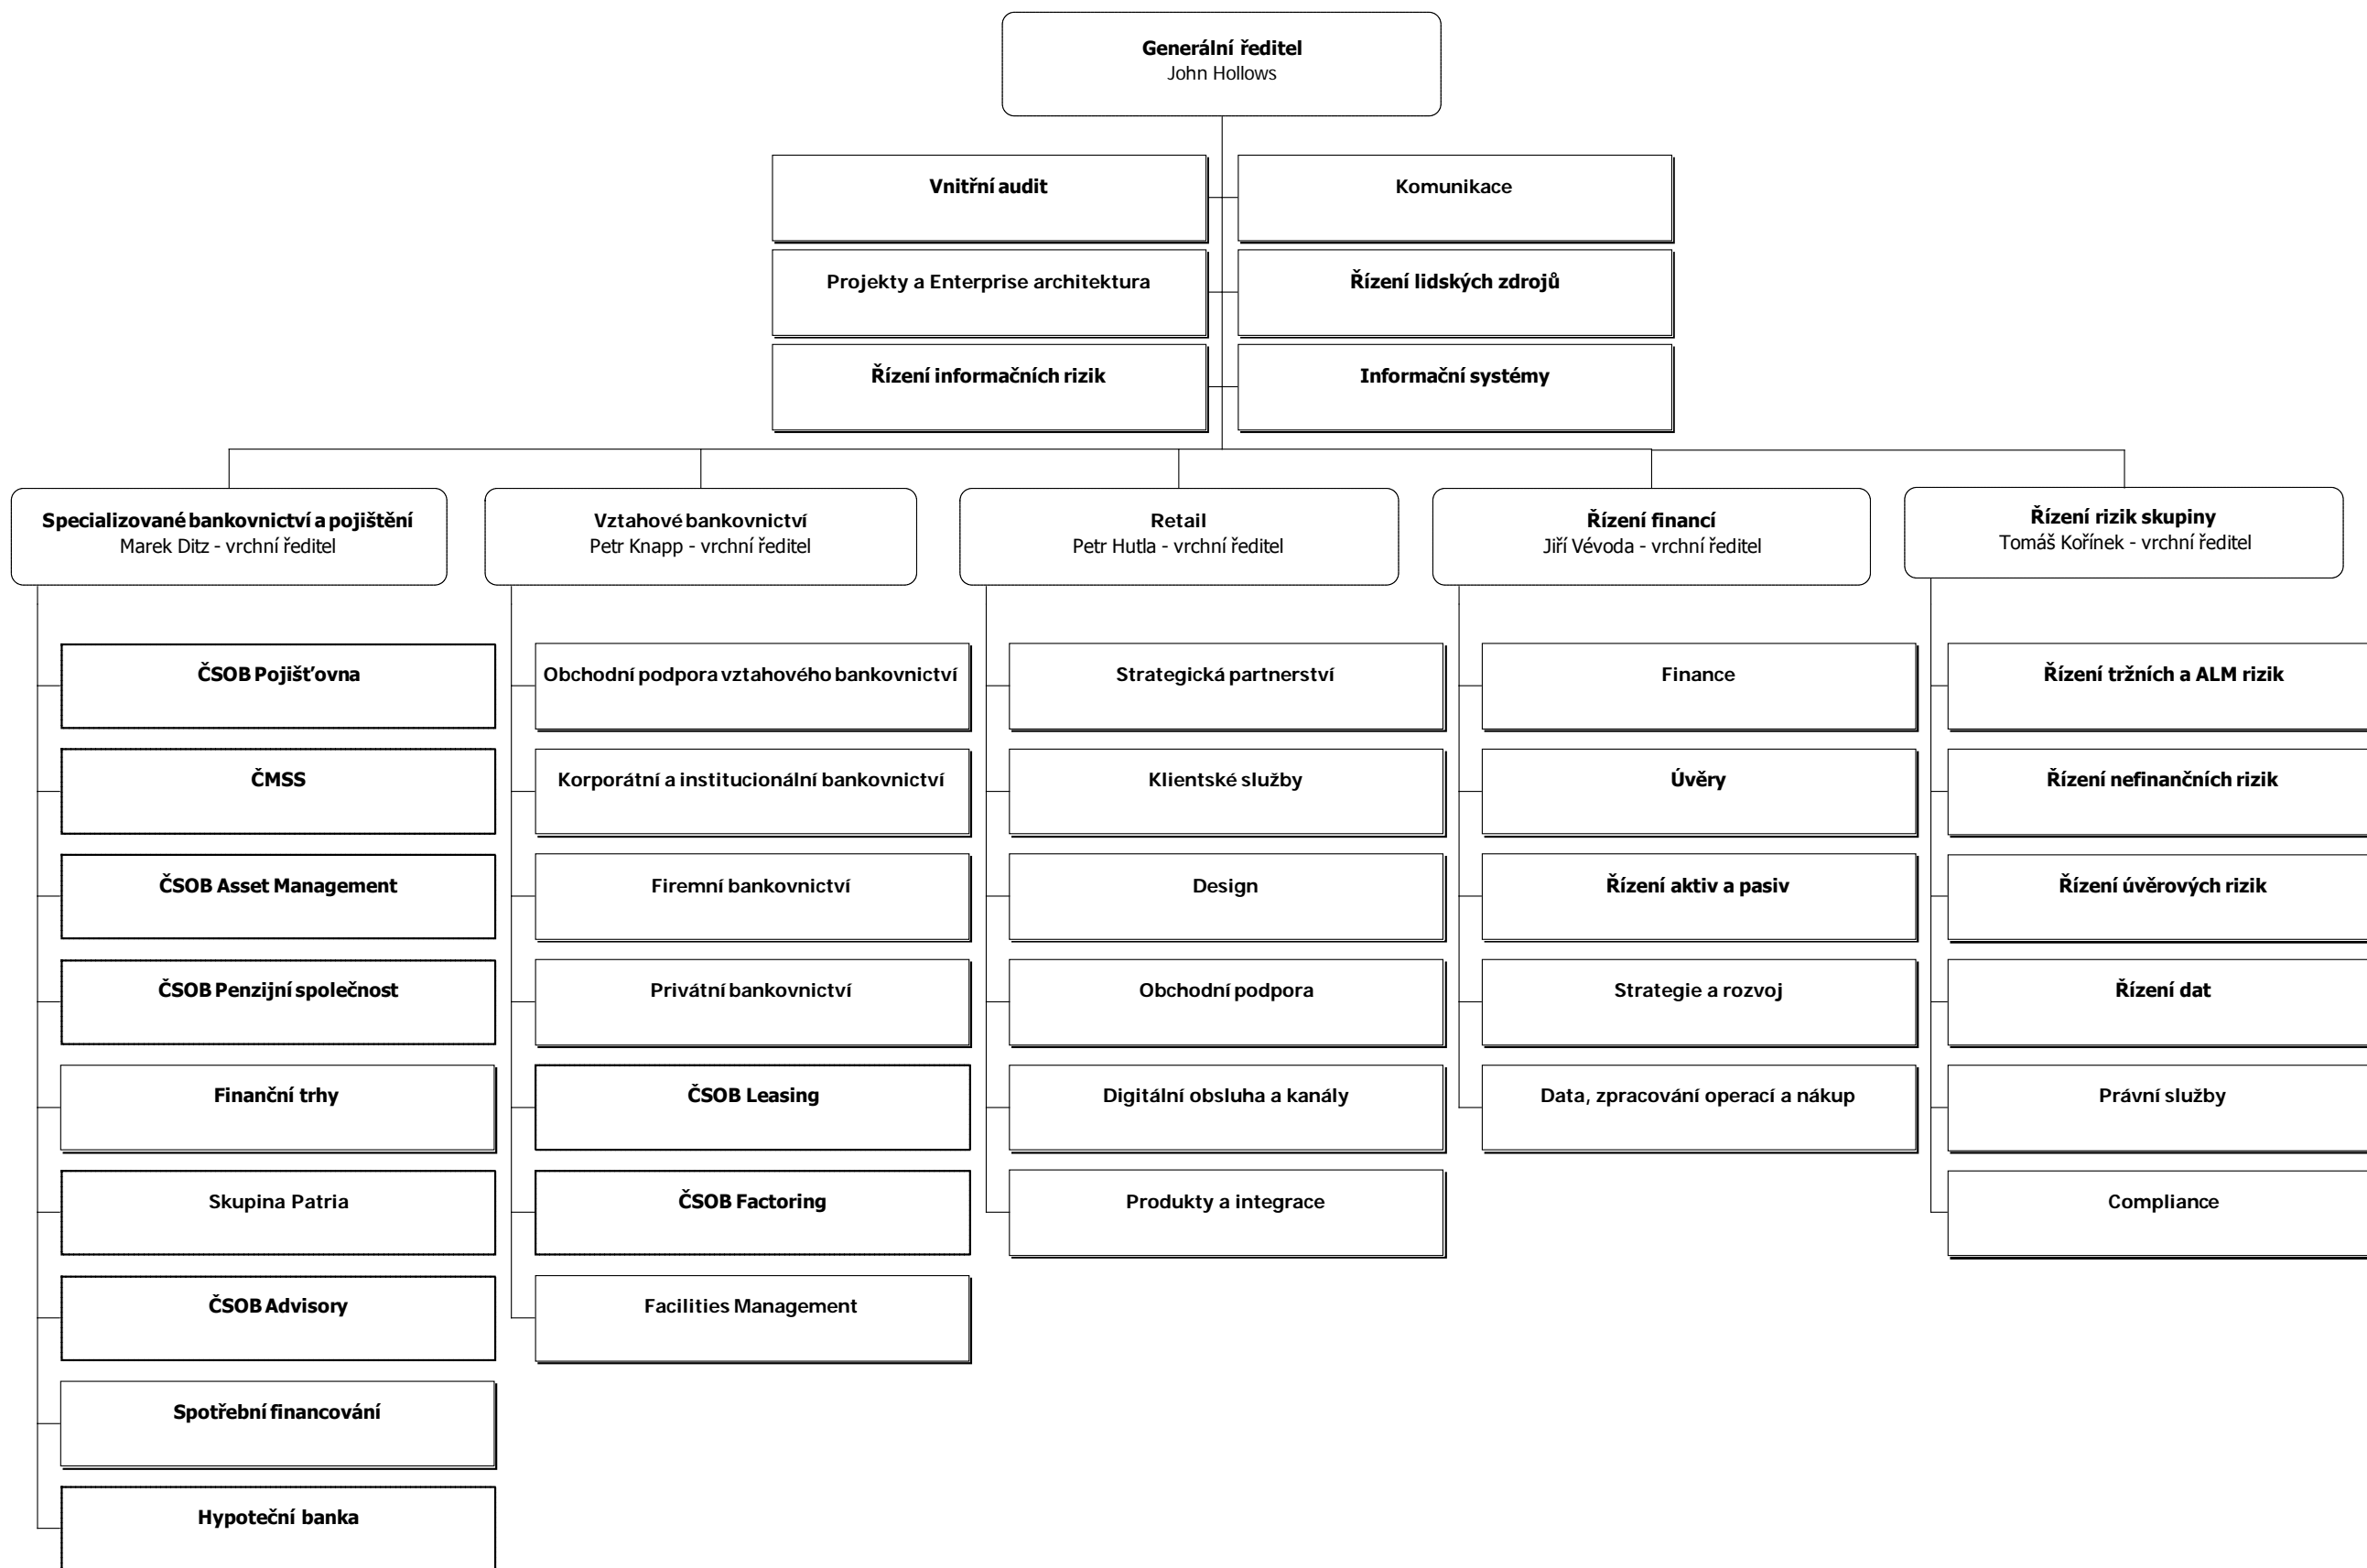 Generální ředitel
John Hollows
Vnitřní audit
Komunikace
Projekty a Enterprise architektura
Řízení lidských zdrojů
Řízení informačních rizik
Informační systémy
Specializované bankovnictví a pojištění
Marek Ditz - vrchní ředitel
Vztahové bankovnictví
Petr Knapp - vrchní ředitel
Retail
Petr Hutla - vrchní ředitel
Řízení financí
Jiří Vévoda - vrchní ředitel
Řízení rizik skupiny
Tomáš Kořínek - vrchní ředitel
ČSOB Pojišťovna
ČMSS
ČSOB Asset Management
ČSOB Penzijní společnost
Finanční trhy
Skupina Patria
ČSOB Advisory
Spotřební financování
Hypoteční banka
Obchodní podpora vztahového bankovnictví
Korporátní a institucionální bankovnictví
Firemní bankovnictví
Privátní bankovnictví
ČSOB Leasing
ČSOB Factoring
Facilities Management
Strategická partnerství
Klientské služby
Design
Obchodní podpora
Digitální obsluha a kanály
Produkty a integrace
Finance
Úvěry
Řízení aktiv a pasiv
Strategie a rozvoj
Data, zpracování operací a nákup
Řízení tržních a ALM rizik
Řízení nefinančních rizik
Řízení úvěrových rizik
Řízení dat
Právní služby
Compliance